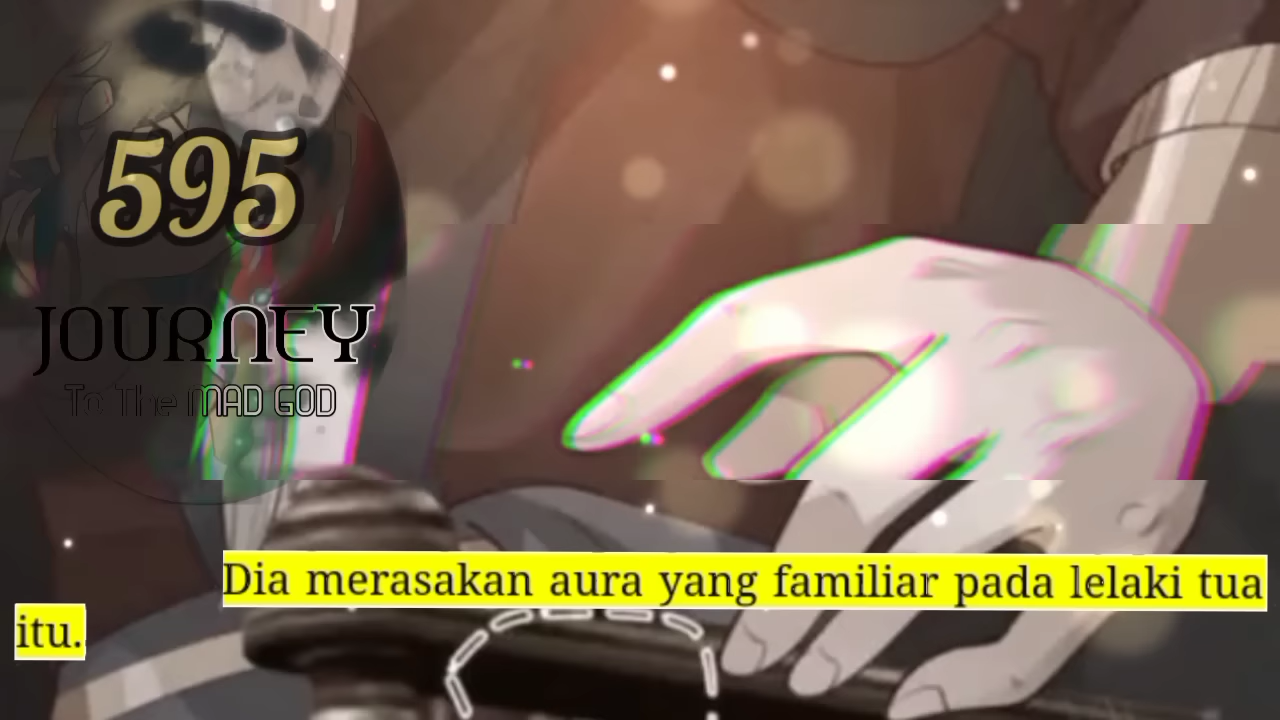 595
JOURNEY
To The MAD GOD
Dia merasakan aura yang familiar pada lelaki tua
itu.